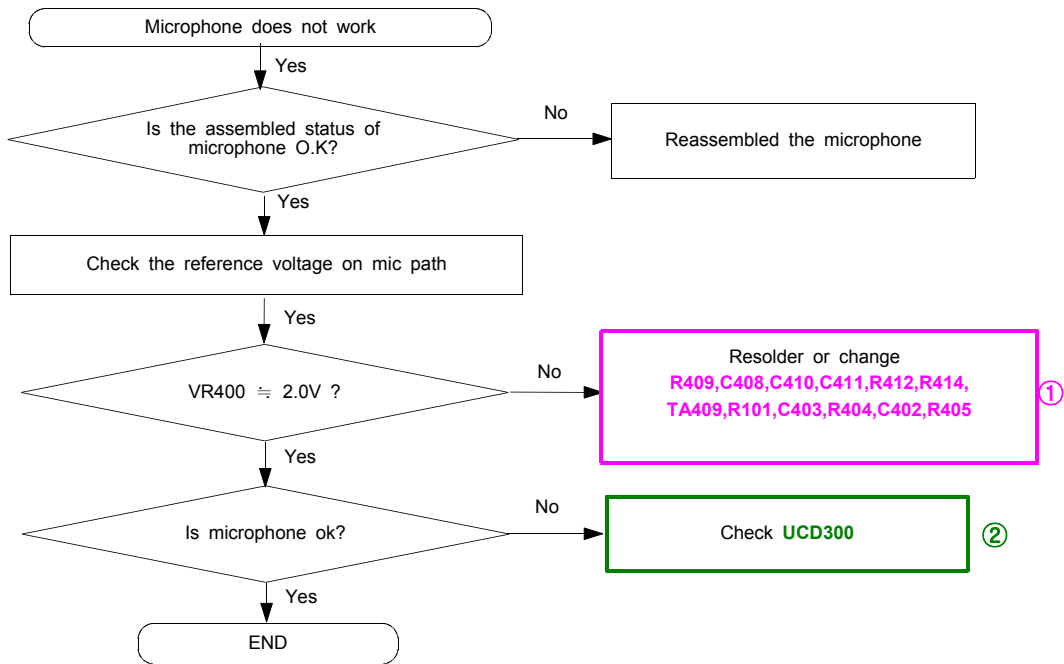 Microphone does not work
Yes
Is the assembled status of
microphone O.K?
No
Reassembled the microphone
Yes
Check the reference voltage on mic path
Yes
VR400 ≒ 2.0V ?
No
Resolder or change
R409,C408,C410,C411,R412,R414,
TA409,R101,C403,R404,C402,R405
①
Yes
Is microphone ok?
No
Check UCD300
②
Yes
END